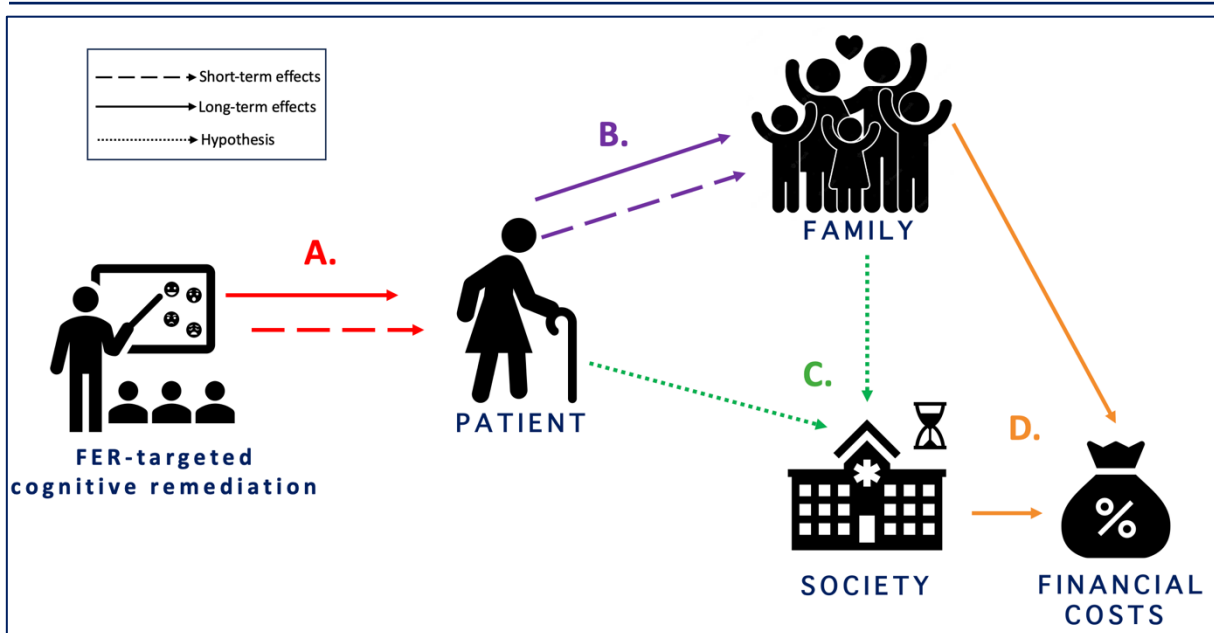 Short-term effects
Long-term effects
Hypothesis
B.
FAMILY
A.
PATIENT
FER-targeted
cognitive remediation
C.
D.
%
SOCIETY
FINANCIAL
COSTS